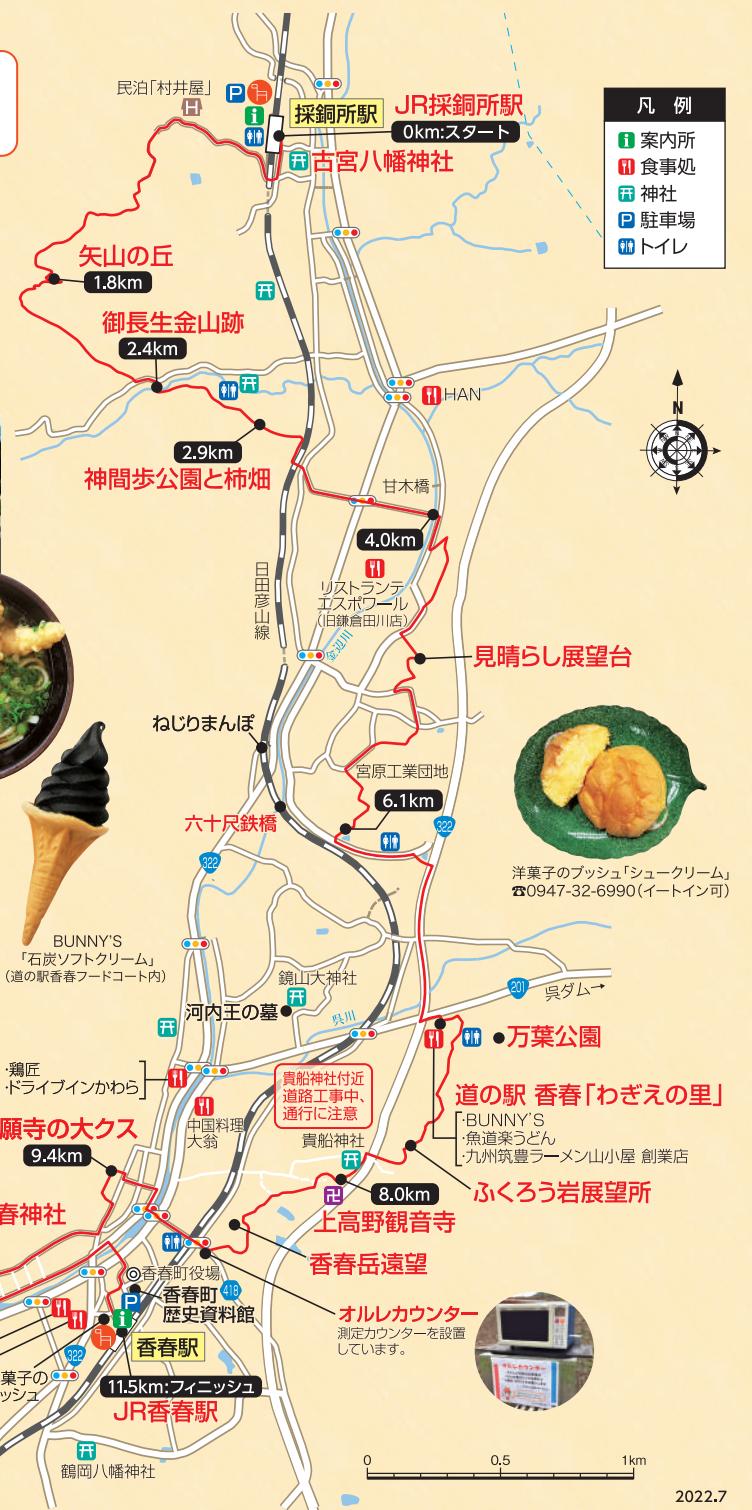 民泊「村井屋」
H
P
i
採銅所駅
JR採銅所駅
0km:スタート
古宮八幡神社
凡 例
i 案内所
食事処
神社
P 駐車場
トイレ
矢山の丘
1.8km
御長生金山跡
2.4km
2.9km
神間歩公園と柿畑
HAN
N
甘木橋
4.0km
日田彦山線
リストランテ
エスポワール
(旧鎌倉田川店)
金辺川
見晴らし展望台
ねじりまんぽ
宮原工業団地
6.1km
六十尺鉄橋
322
322
洋菓子のブッシュ「シュークリーム」
☎0947-32-6990(イートイン可)
BUNNY'S
「石炭ソフトクリーム」
(道の駅香春フードコート内)
鏡山大神社
河内王の墓
呉川
201
呉ダム→
万葉公園
・鶏匠
・ドライブインかわら
中国料理
大翁
貴船神社付近
道路工事中、
通行に注意
貴船神社
道の駅 香春「わぎえの里」
・BUNNY'S
・魚道楽うどん
・九州筑豊ラーメン山小屋 創業店
願寺の大クス
9.4km
春神社
8.0km
卍
上高野観音寺
ふくろう岩展望所
香春岳遠望
◎香春町役場
418
香春町
歴史資料館
オルレカウンター
測定カウンターを設置
しています。
オルレカウンター
P
i
香春駅
322
菓子の
ッシュ
11.5km:フィニッシュ
JR香春駅
鶴岡八幡神社
0 0.5 1km
2022.7